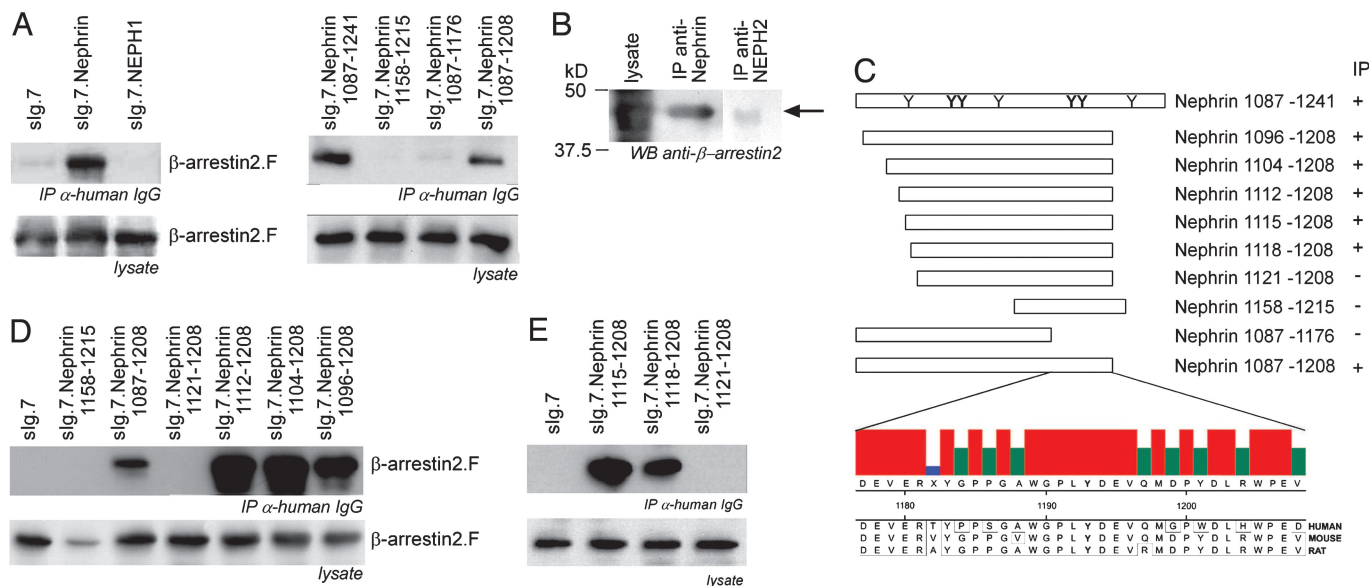 A
sIg.7
sIg.7.Nephrin
sIg.7.NEPH1
β-arrestin2.F
IP α-human IgG
β-arrestin2.F
lysate
sIg.7.Nephrin 1087-1241
sIg.7.Nephrin 1158-1215
sIg.7.Nephrin 1087-1176
sIg.7.Nephrin 1087-1208
IP α-human IgG
lysate
B
kD
50
37.5
lysate
IP anti-Nephrin
IP anti-NEPH2
WB anti-β–arrestin2
C
IP
Y YY Y YY Y
Nephrin 1087 -1241 +
Nephrin 1096 -1208 +
Nephrin 1104 -1208 +
Nephrin 1112 -1208 +
Nephrin 1115 -1208 +
Nephrin 1118 -1208 +
Nephrin 1121 -1208 -
Nephrin 1158 -1215 -
Nephrin 1087 -1176 -
Nephrin 1087 -1208 +
D E V E R X Y G P P G A W G P L Y D E V Q M D P Y D L R W P E V
1180 1190 1200
D E V E R T Y P P S G A W G P L Y D E V Q M G P W D L H W P E D HUMAN
D E V E R V Y G P P G V W G P L Y D E V Q M D P Y D L R W P E V MOUSE
D E V E R A Y G P P G A W G P L Y D E V R M D P Y D L R W P E V RAT
D
sIg.7
sIg.7.Nephrin 1158-1215
sIg.7.Nephrin 1087-1208
sIg.7.Nephrin 1121-1208
sIg.7.Nephrin 1112-1208
sIg.7.Nephrin 1104-1208
sIg.7.Nephrin 1096-1208
β-arrestin2.F
IP α-human IgG
β-arrestin2.F
lysate
E
sIg.7
sIg.7.Nephrin 1115-1208
sIg.7.Nephrin 1118-1208
sIg.7.Nephrin 1121-1208
IP α-human IgG
lysate